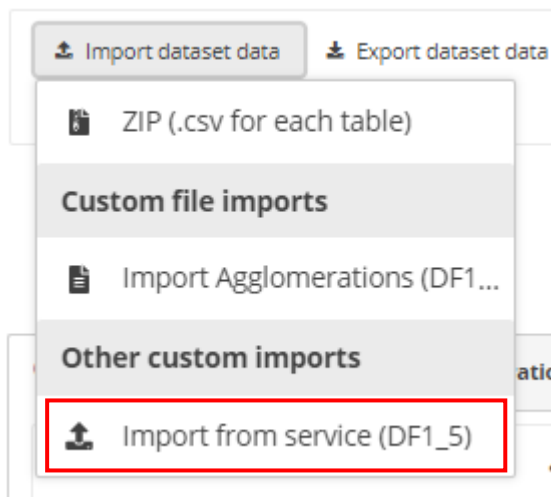 Import dataset data
Export dataset data
ZIP (.csv for each table)
Custom file imports
Import Agglomerations (DF1...
Other custom imports
Import from service (DF1_5)